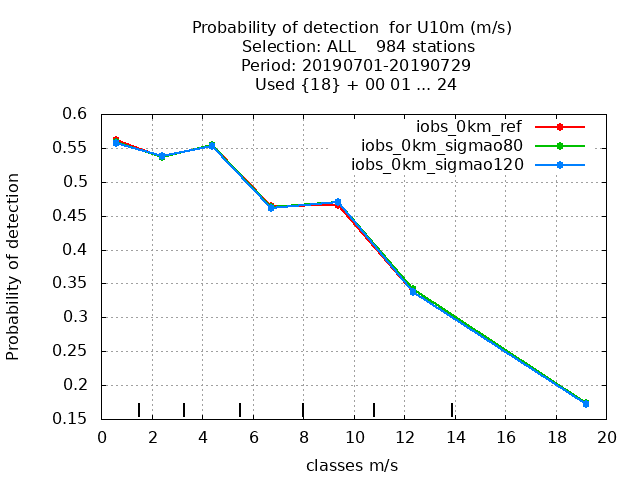 Probability of detection  for U10m (m/s)
Selection: ALL    984 stations
Period: 20190701-20190729
Used {18} + 00 01 ... 24
iobs_0km_ref
iobs_0km_sigmao80
iobs_0km_sigmao120
Probability of detection
0.6
0.55
0.5
0.45
0.4
0.35
0.3
0.25
0.2
0.15
0 2 4 6 8 10 12 14 16 18 20
classes m/s